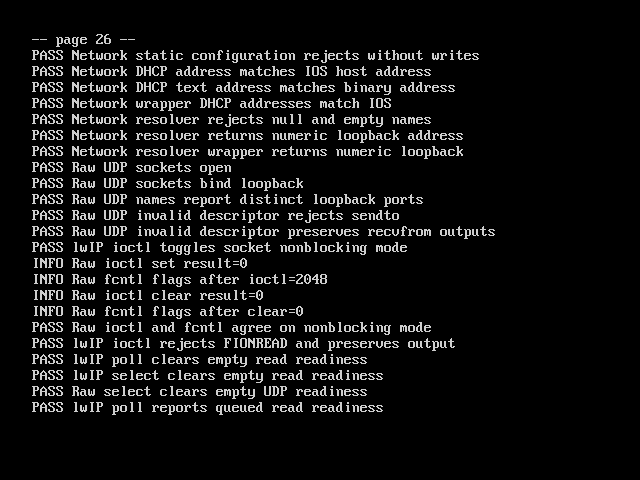 -- page 26 --
PASS Network static configuration rejects without writes
PASS Network DHCP address matches IOS host address
PASS Network DHCP text address matches binary address
PASS Network wrapper DHCP addresses match IOS
PASS Network resolver rejects null and empty names
PASS Network resolver returns numeric loopback address
PASS Network resolver wrapper returns numeric loopback
PASS Raw UDP sockets open
PASS Raw UDP sockets bind loopback
PASS Raw UDP names report distinct loopback ports
PASS Raw UDP invalid descriptor rejects sendto
PASS Raw UDP invalid descriptor preserves recvfrom outputs
PASS lwIP ioctl toggles socket nonblocking mode
INFO Raw ioctl set result=0
INFO Raw fcntl flags after ioctl=2048
INFO Raw ioctl clear result=0
INFO Raw fcntl flags after clear=0
PASS Raw ioctl and fcntl agree on nonblocking mode
PASS lwIP ioctl rejects FIONREAD and preserves output
PASS lwIP poll clears empty read readiness
PASS lwIP select clears empty read readiness
PASS Raw select clears empty UDP readiness
PASS lwIP poll reports queued read readiness